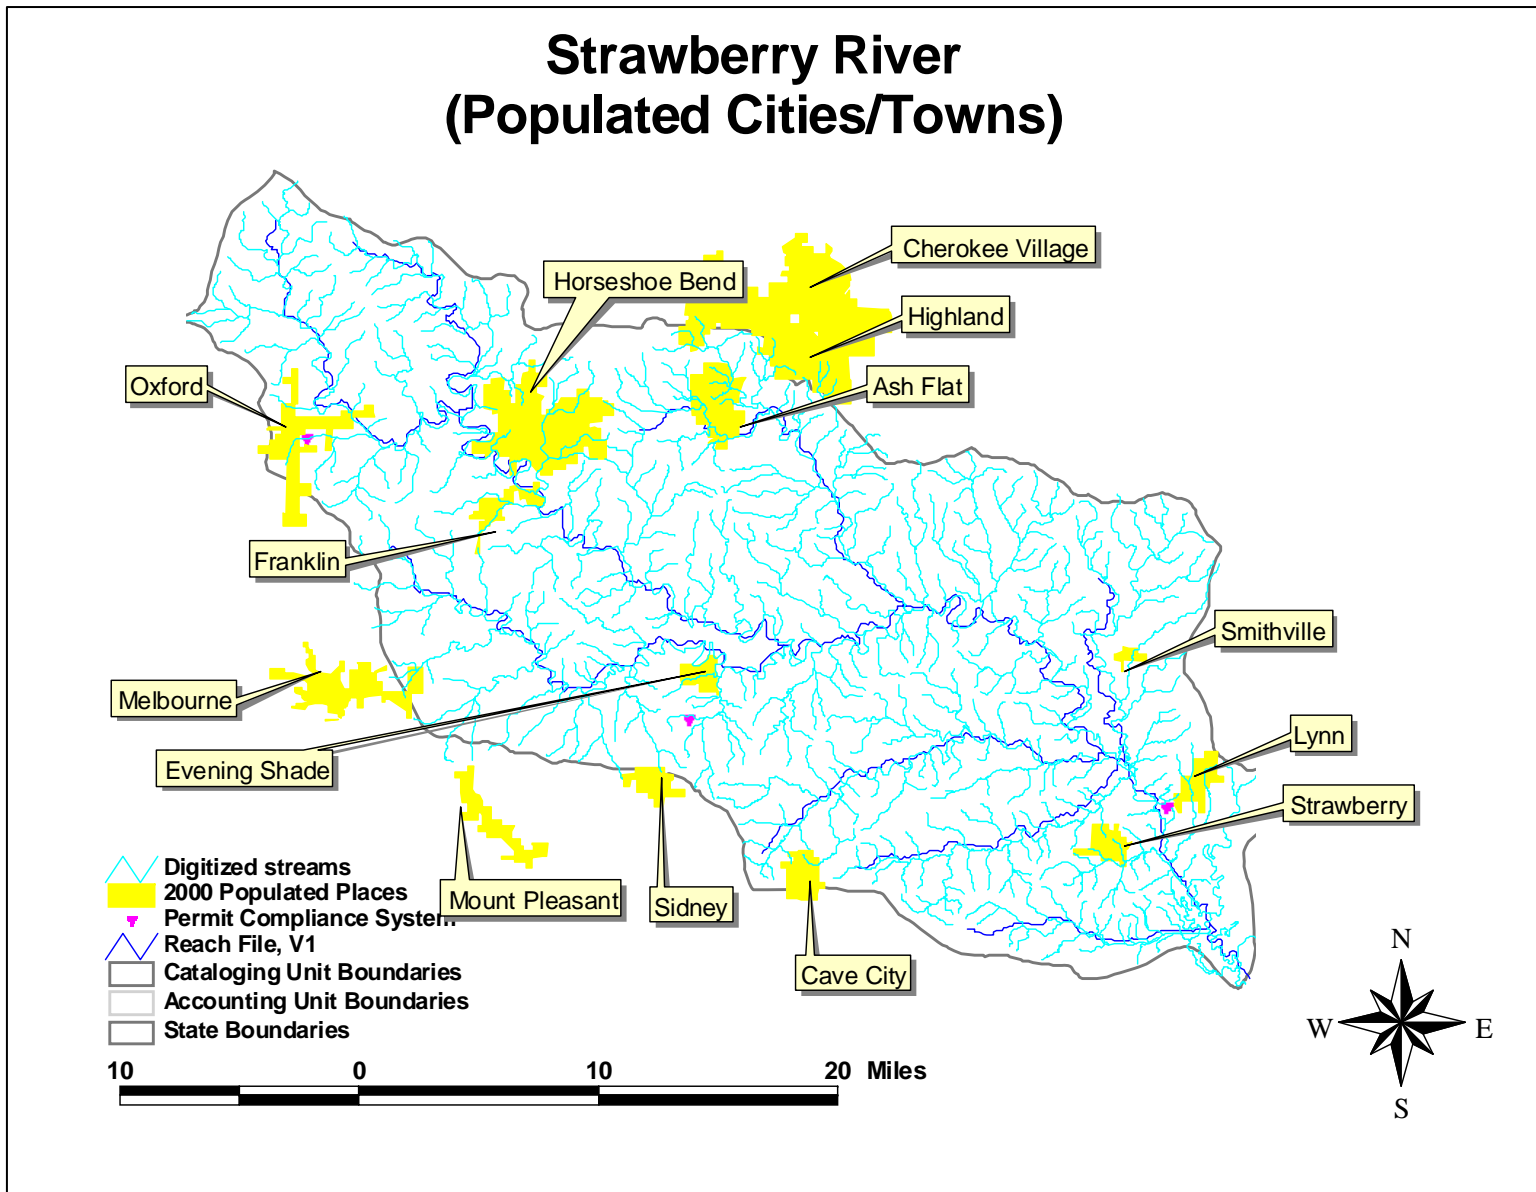 Strawberry River
(Populated Cities/Towns)
Cherokee Village
Horseshoe Bend
Highland
Oxford
Ash Flat
Franklin
Smithville
Melbourne
Lynn
Evening Shade
Strawberry
Mount Pleasant
Sidney
Cave City
Digitized streams
2000 Populated Places
Permit Compliance System
Reach File, V1
Cataloging Unit Boundaries
Accounting Unit Boundaries
State Boundaries
10 0 10 20 Miles
N
W E
S